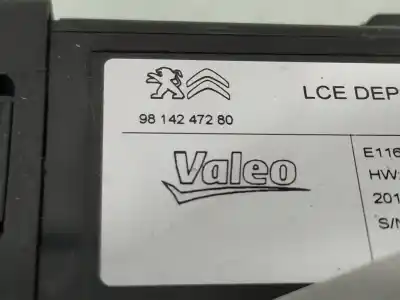 LCE DEP
98 142 472 80
Valeo
E116
HW:
201
S/N